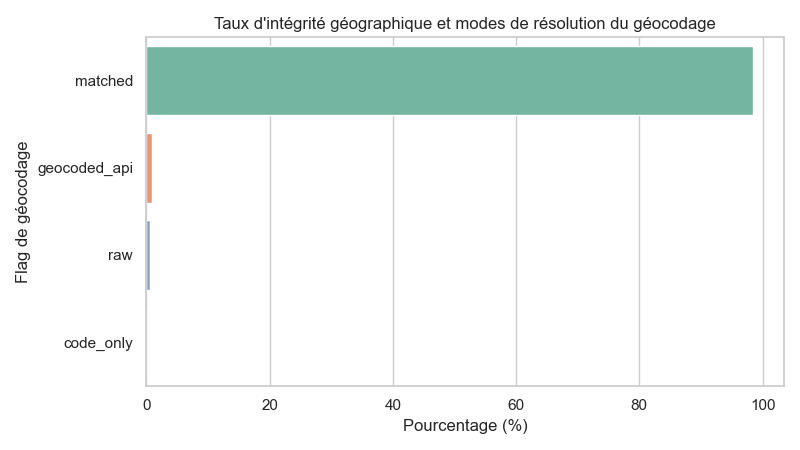 Taux d'intégrité géographique et modes de résolution du géocodage
Flag de géocodage
matched
geocoded_api
raw
code_only
0 20 40 60 80 100
Pourcentage (%)